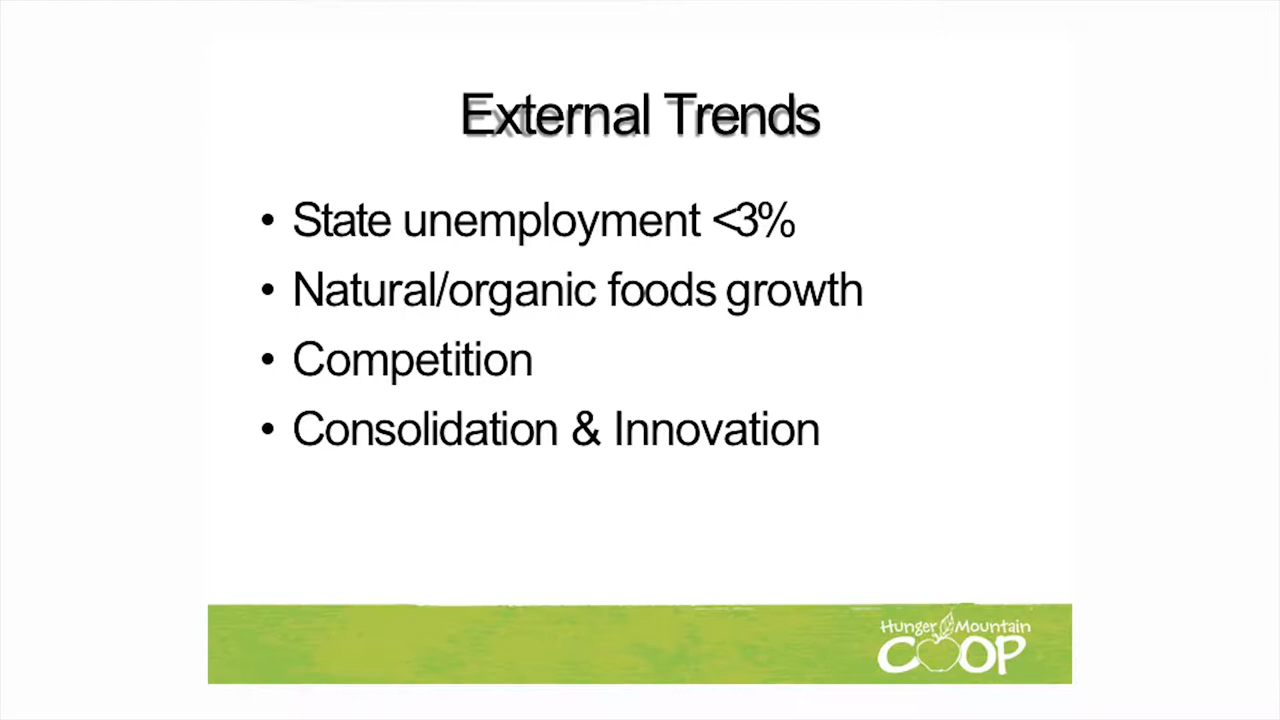 External Trends
• State unemployment <3%
• Natural/organic foods growth
• Competition
• Consolidation & Innovation
Hunger Mountain
COOP